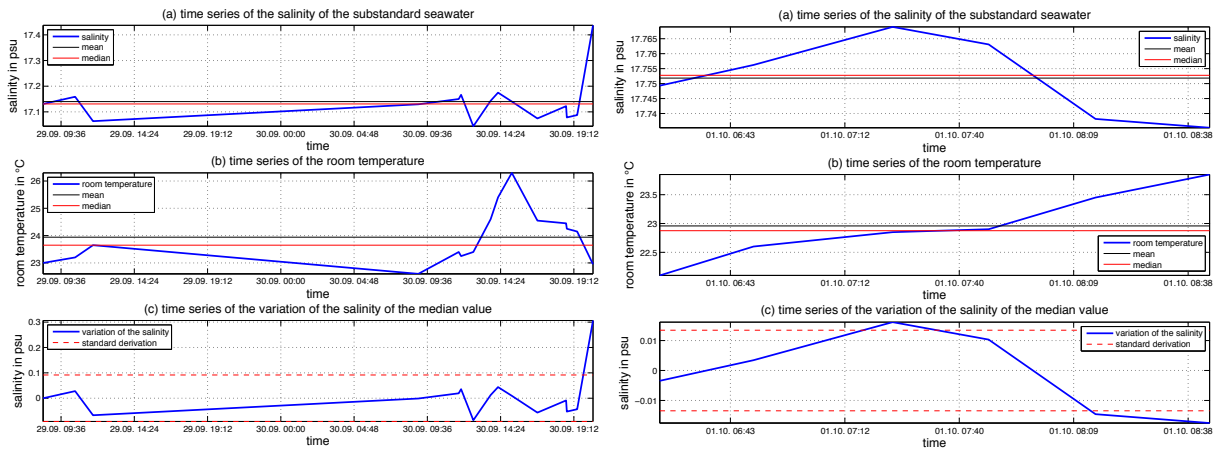 (a) time series of the salinity of the substandard seawater
salinity in psu
17.4
17.3
17.2
17.1
salinity
mean
median
29.09. 09:36 29.09. 14:24 29.09. 19:12 30.09. 00:00 30.09. 04:48 30.09. 09:36 30.09. 14:24 30.09. 19:12
time
(b) time series of the room temperature
room temperature in °C
26
25
24
23
room temperature
mean
median
29.09. 09:36 29.09. 14:24 29.09. 19:12 30.09. 00:00 30.09. 04:48 30.09. 09:36 30.09. 14:24 30.09. 19:12
time
(c) time series of the variation of the salinity of the median value
salinity in psu
0.3
0.2
0.1
0
variation of the salinity
standard derivation
29.09. 09:36 29.09. 14:24 29.09. 19:12 30.09. 00:00 30.09. 04:48 30.09. 09:36 30.09. 14:24 30.09. 19:12
time
(a) time series of the salinity of the substandard seawater
salinity in psu
17.765
17.76
17.755
17.75
17.745
17.74
salinity
mean
median
01.10. 06:43 01.10. 07:12 01.10. 07:40 01.10. 08:09 01.10. 08:38
time
(b) time series of the room temperature
room temperature in °C
23.5
23
22.5
room temperature
mean
median
01.10. 06:43 01.10. 07:12 01.10. 07:40 01.10. 08:09 01.10. 08:38
time
(c) time series of the variation of the salinity of the median value
salinity in psu
0.01
0
−0.01
variation of the salinity
standard derivation
01.10. 06:43 01.10. 07:12 01.10. 07:40 01.10. 08:09 01.10. 08:38
time